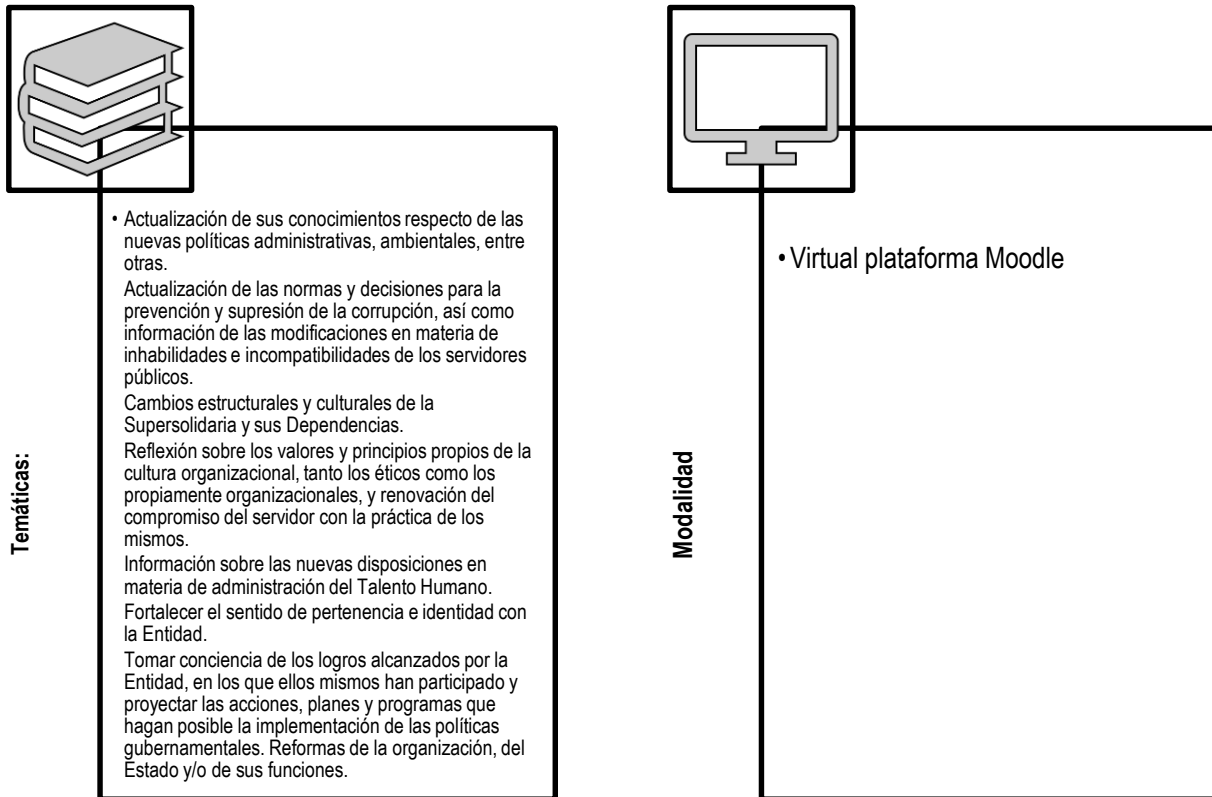 Temáticas:
• Actualización de sus conocimientos respecto de las
nuevas políticas administrativas, ambientales, entre
otras.
Actualización de las normas y decisiones para la
prevención y supresión de la corrupción, así como
información de las modificaciones en materia de
inhabilidades e incompatibilidades de los servidores
públicos.
Cambios estructurales y culturales de la
Supersolidaria y sus Dependencias.
Reflexión sobre los valores y principios propios de la
cultura organizacional, tanto los éticos como los
propiamente organizacionales, y renovación del
compromiso del servidor con la práctica de los
mismos.
Información sobre las nuevas disposiciones en
materia de administración del Talento Humano.
Fortalecer el sentido de pertenencia e identidad con
la Entidad.
Tomar conciencia de los logros alcanzados por la
Entidad, en los que ellos mismos han participado y
proyectar las acciones, planes y programas que
hagan posible la implementación de las políticas
gubernamentales. Reformas de la organización, del
Estado y/o de sus funciones.
Modalidad
• Virtual plataforma Moodle